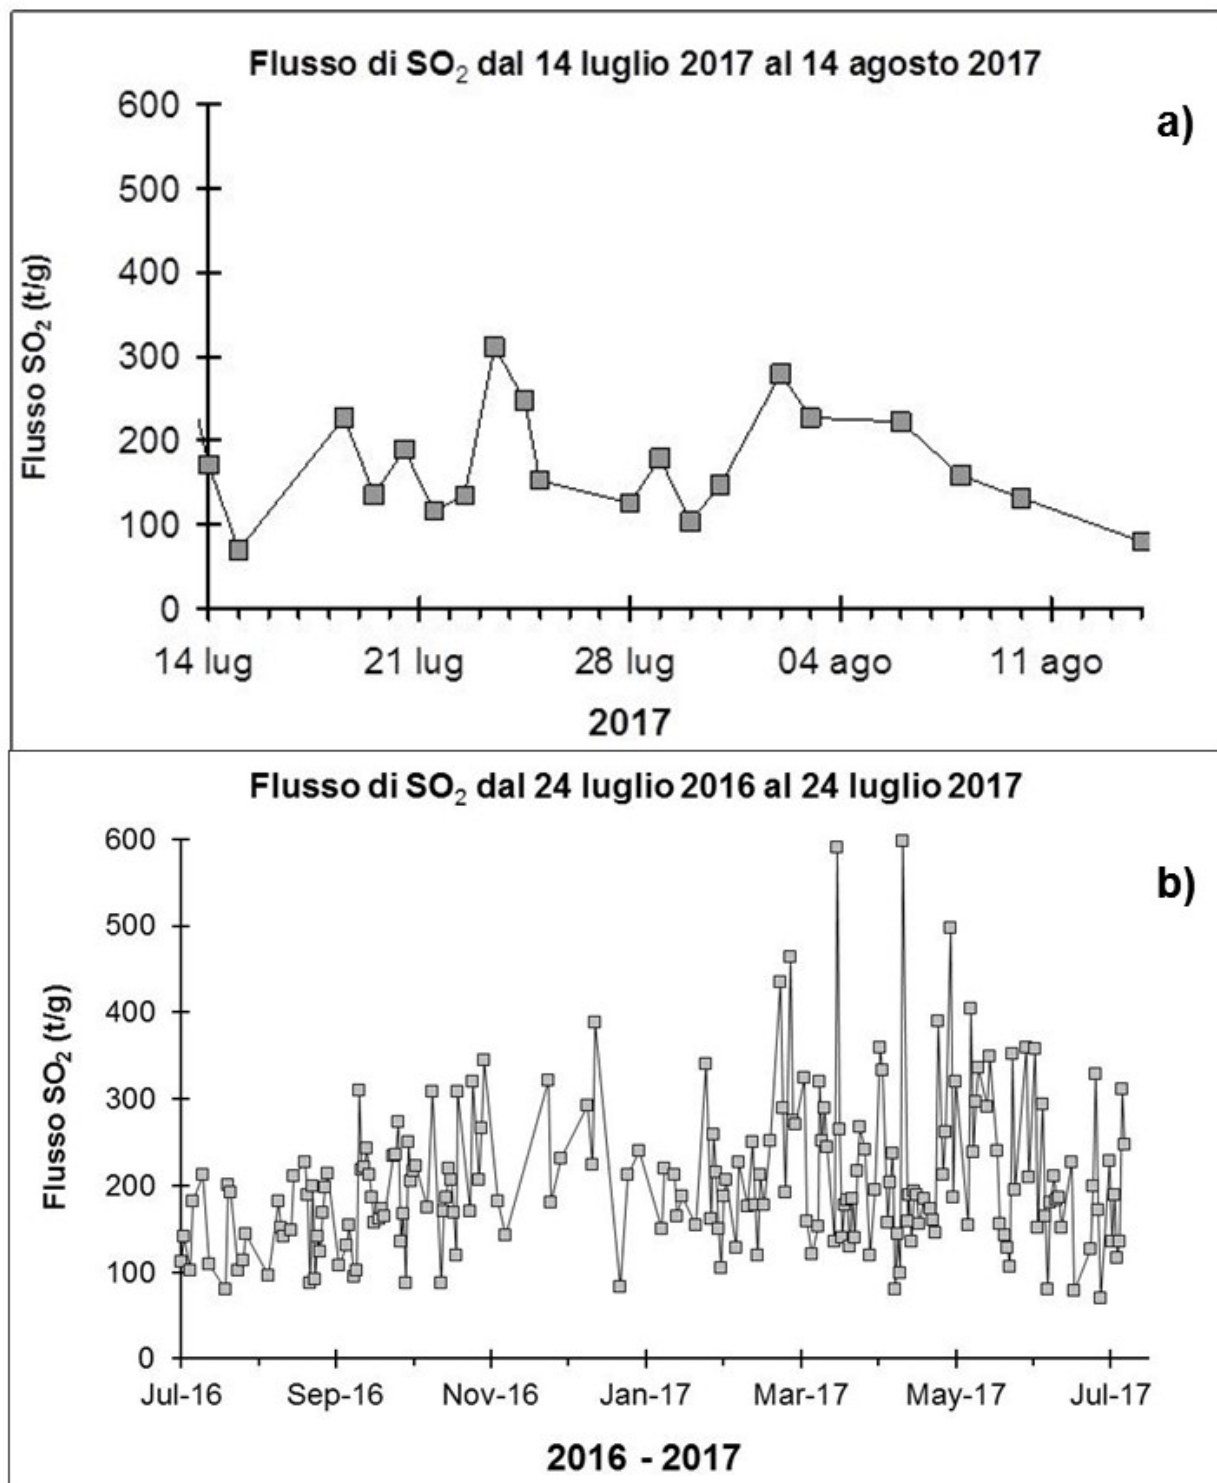 Flusso di SO₂ dal 14 luglio 2017 al 14 agosto 2017
a)
600
500
400
300
200
100
0
Flusso SO₂ (t/g)
14 lug 21 lug 28 lug 04 ago 11 ago
2017
Flusso di SO₂ dal 24 luglio 2016 al 24 luglio 2017
b)
600
500
400
300
200
100
0
Flusso SO₂ (t/g)
Jul-16 Sep-16 Nov-16 Jan-17 Mar-17 May-17 Jul-17
2016 - 2017